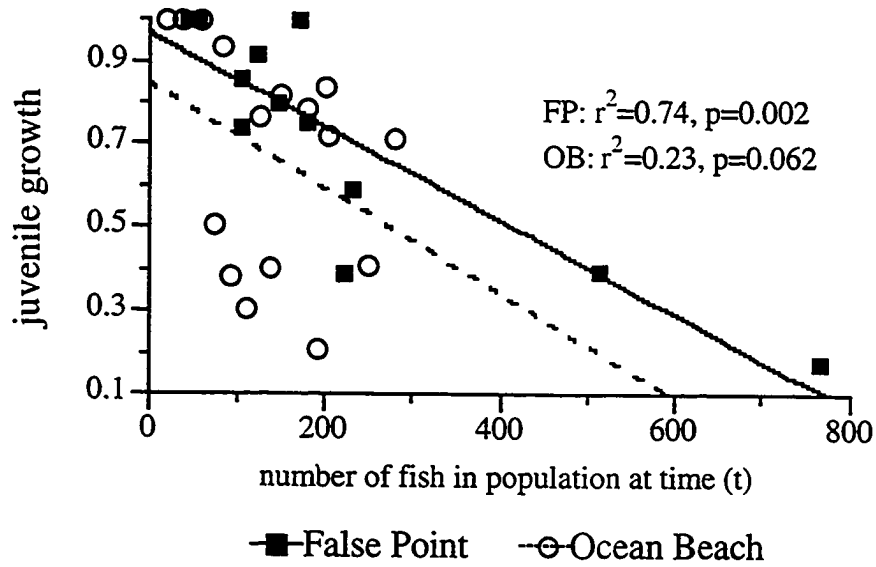 juvenile growth
0.9
0.7
0.5
0.3
0.1
FP: r²=0.74, p=0.002
OB: r²=0.23, p=0.062
0 200 400 600 800
number of fish in population at time (t)
False Point Ocean Beach